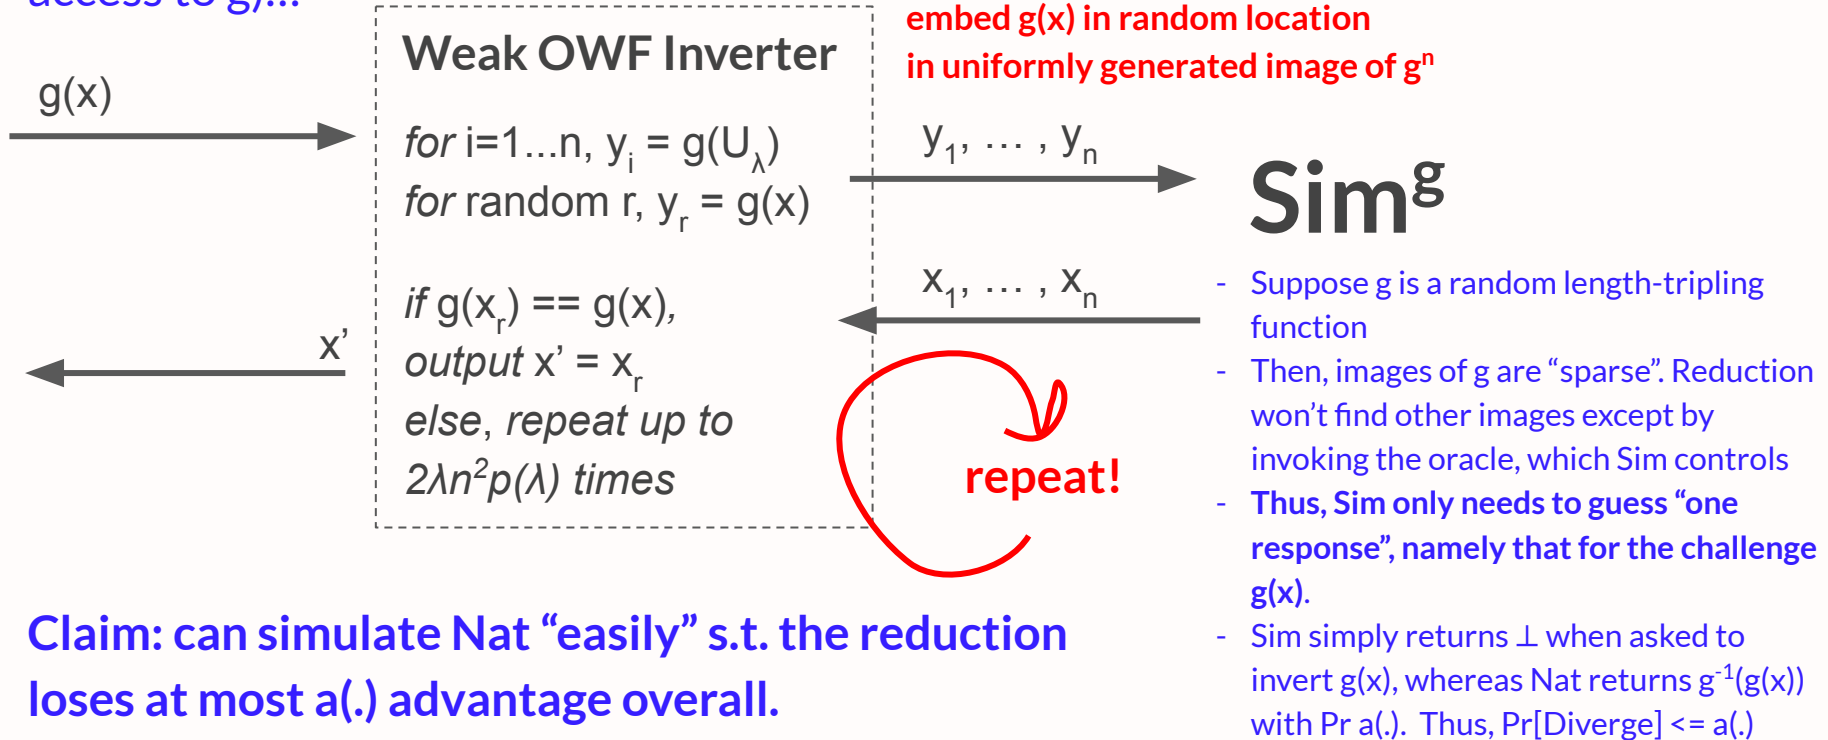 access to g)...
embed g(x) in random location
in uniformly generated image of gⁿ
Weak OWF Inverter
g(x)
for i=1...n, yᵢ = g(U_λ)
for random r, yᵣ = g(x)
y₁, … , yₙ
Simᵍ
if g(xᵣ) == g(x),
output x’ = xᵣ
else, repeat up to
2λn²p(λ) times
x₁, … , xₙ
x’
repeat!
- Suppose g is a random length-tripling
function
- Then, images of g are “sparse”. Reduction
won’t find other images except by
invoking the oracle, which Sim controls
- Thus, Sim only needs to guess “one
response”, namely that for the challenge
g(x).
- Sim simply returns ⊥ when asked to
invert g(x), whereas Nat returns g⁻¹(g(x))
with Pr a(.). Thus, Pr[Diverge] <= a(.)
Claim: can simulate Nat “easily” s.t. the reduction
loses at most a(.) advantage overall.